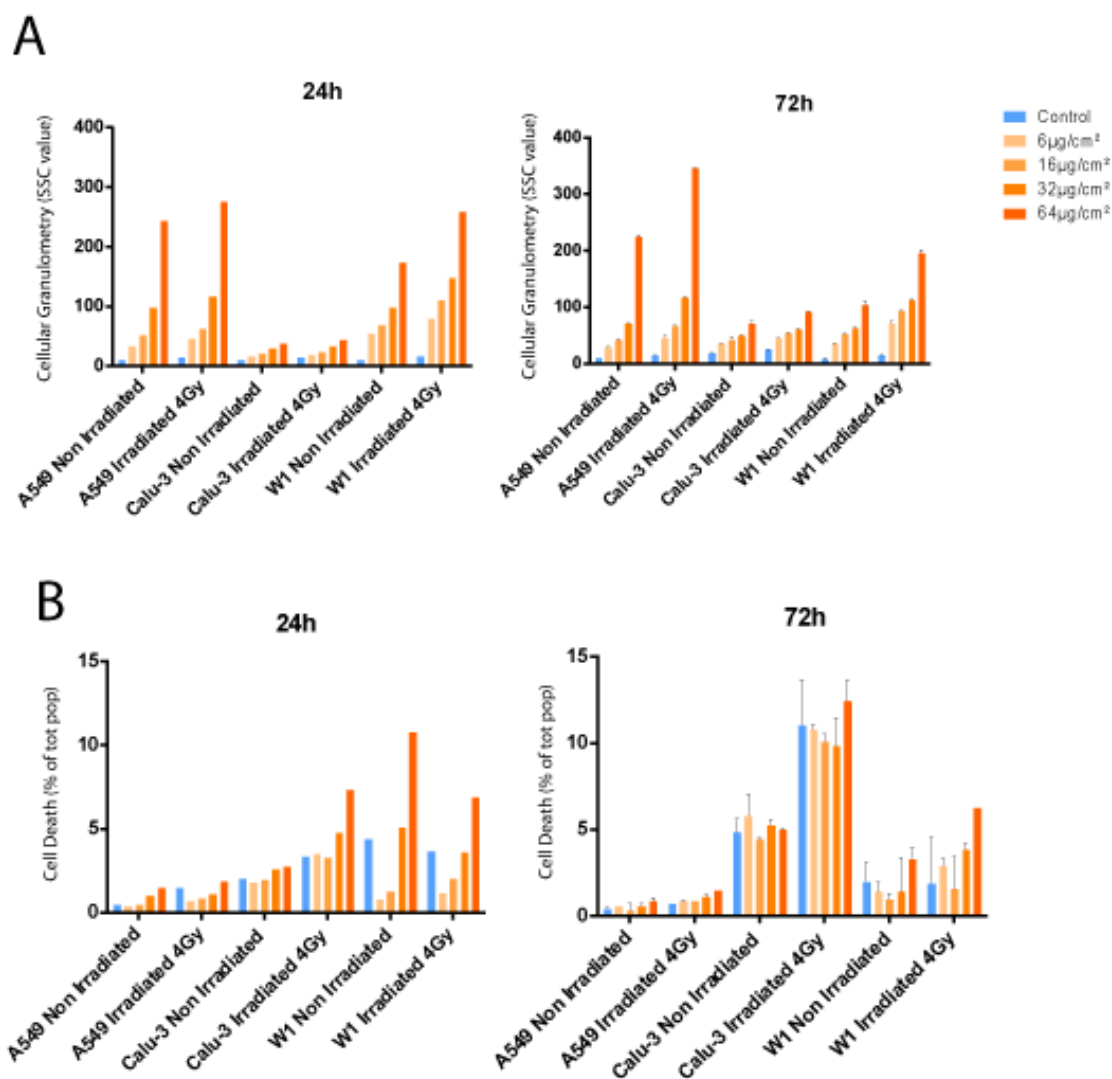 A
24h
Cellular Granulometry (SSC value)
400
300
200
100
0
A549 Non Irradiated
A549 Irradiated 4Gy
Calu-3 Non Irradiated
Calu-3 Irradiated 4Gy
W1 Non Irradiated
W1 Irradiated 4Gy
72h
Cellular Granulometry (SSC value)
400
300
200
100
0
A549 Non Irradiated
A549 Irradiated 4Gy
Calu-3 Non Irradiated
Calu-3 Irradiated 4Gy
W1 Non Irradiated
W1 Irradiated 4Gy
Control
6µg/cm²
16µg/cm²
32µg/cm²
64µg/cm²
B
24h
Cell Death (% of tot pop)
15
10
5
0
A549 Non Irradiated
A549 Irradiated 4Gy
Calu-3 Non Irradiated
Calu-3 Irradiated 4Gy
W1 Non Irradiated
W1 Irradiated 4Gy
72h
Cell Death (% of tot pop)
15
10
5
0
A549 Non Irradiated
A549 Irradiated 4Gy
Calu-3 Non Irradiated
Calu-3 Irradiated 4Gy
W1 Non Irradiated
W1 Irradiated 4Gy